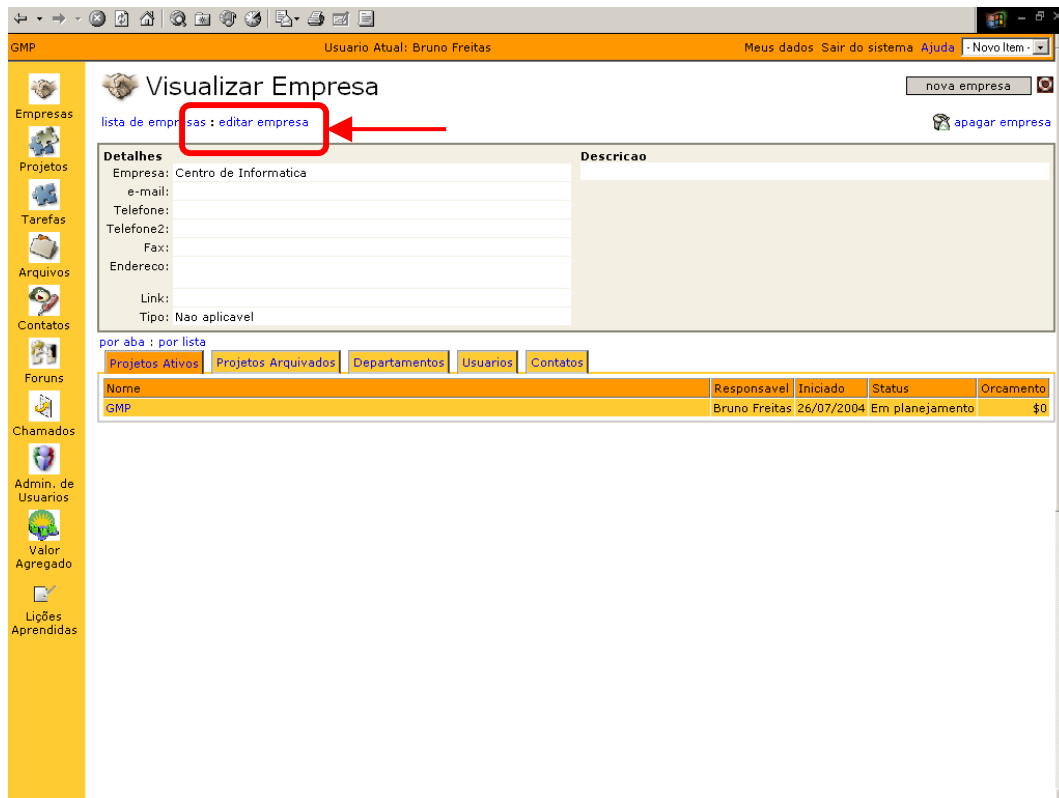 GMP Usuario Atual: Bruno Freitas Meus dados Sair do sistema Ajuda - Novo Item -
Empresas
Projetos
Tarefas
Arquivos
Contatos
Foruns
Chamados
Admin. de
Usuarios
Valor
Agregado
Lições
Aprendidas
Visualizar Empresa
nova empresa
lista de empresas : editar empresa
apagar empresa
Detalhes
Empresa: Centro de Informatica
e-mail:
Telefone:
Telefone2:
Fax:
Endereco:
Link:
Tipo: Nao aplicavel
Descricao
por aba : por lista
Projetos Ativos Projetos Arquivados Departamentos Usuarios Contatos
Nome Responsavel Iniciado Status Orcamento
GMP Bruno Freitas 26/07/2004 Em planejamento $0